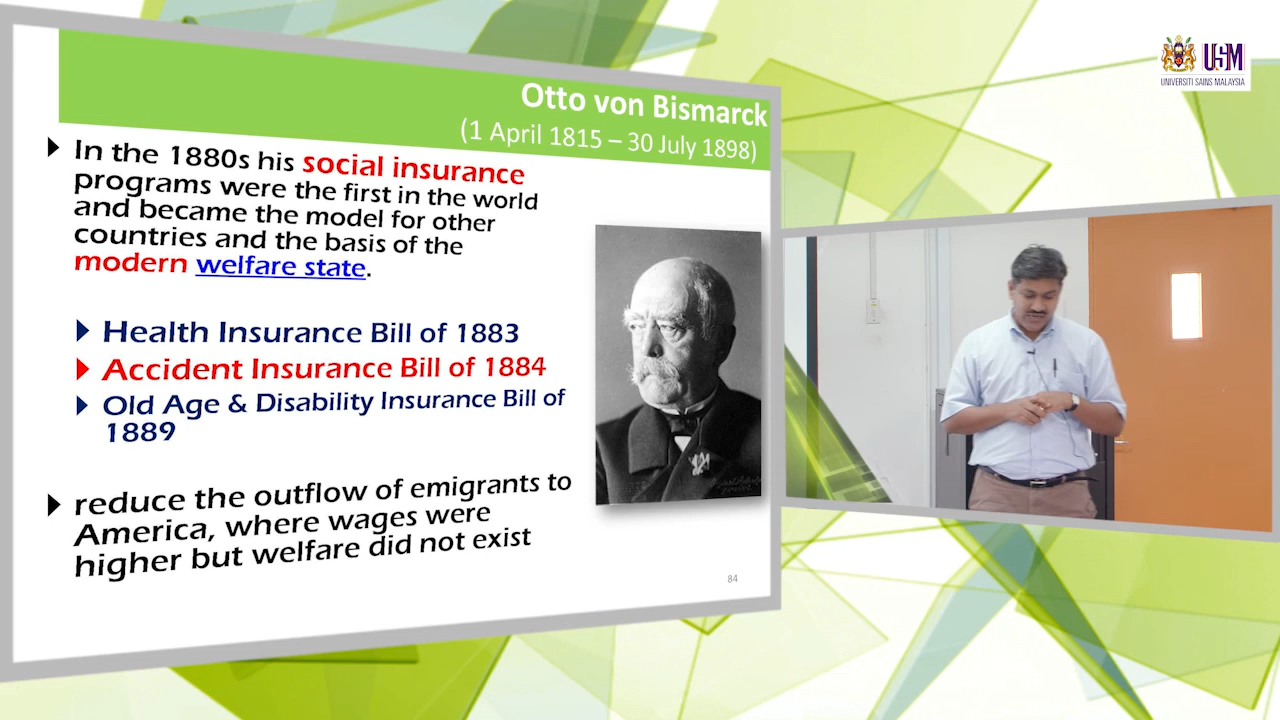 USM
UNIVERSITI SAINS MALAYSIA
Otto von Bismarck
(1 April 1815 – 30 July 1898)
In the 1880s his social insurance
programs were the first in the world
and became the model for other
countries and the basis of the
modern welfare state.
Health Insurance Bill of 1883
Accident Insurance Bill of 1884
Old Age & Disability Insurance Bill of
1889
reduce the outflow of emigrants to
America, where wages were
higher but welfare did not exist
84